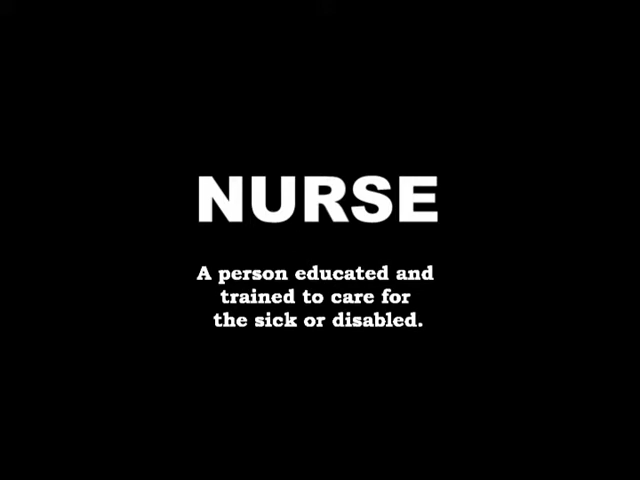 NURSE
A person educated and
trained to care for
the sick or disabled.